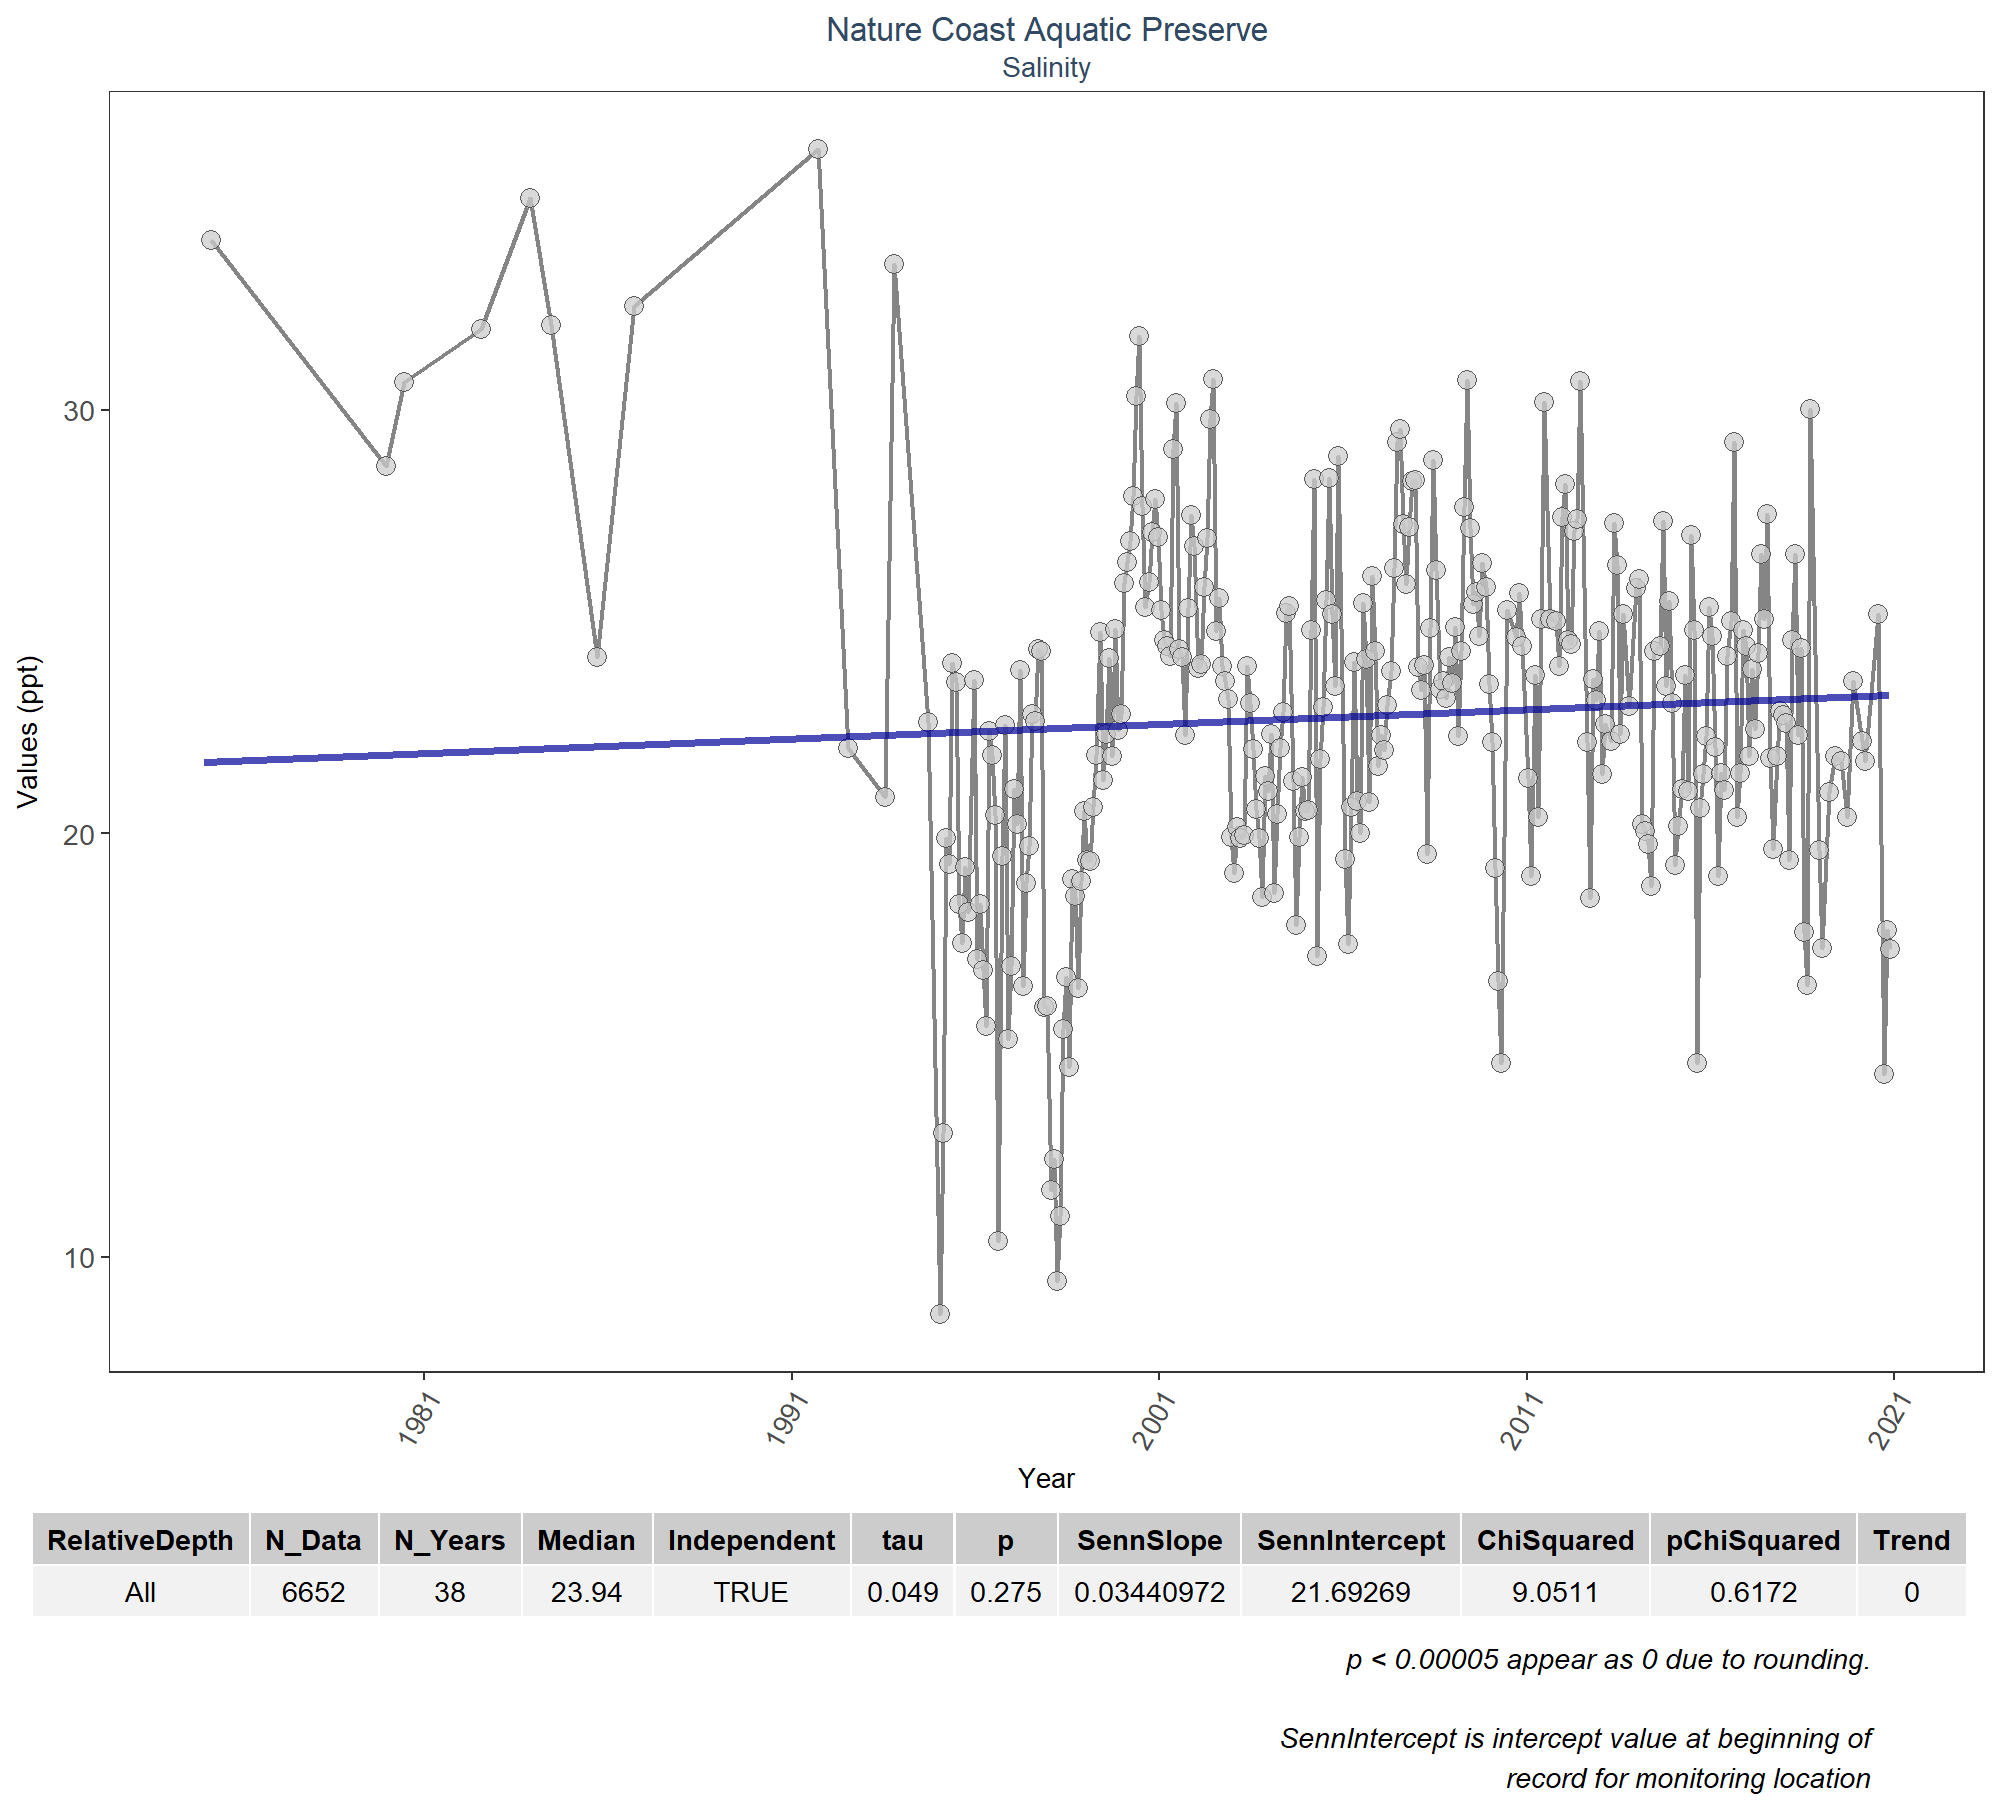 Nature Coast Aquatic Preserve
Salinity
Values (ppt)
30
20
10
1981
1991
2001
2011
2021
Year
RelativeDepth N_Data N_Years Median Independent tau p SennSlope SennIntercept ChiSquared pChiSquared Trend
All 6652 38 23.94 TRUE 0.049 0.275 0.03440972 21.69269 9.0511 0.6172 0
p < 0.00005 appear as 0 due to rounding.
SennIntercept is intercept value at beginning of
record for monitoring location